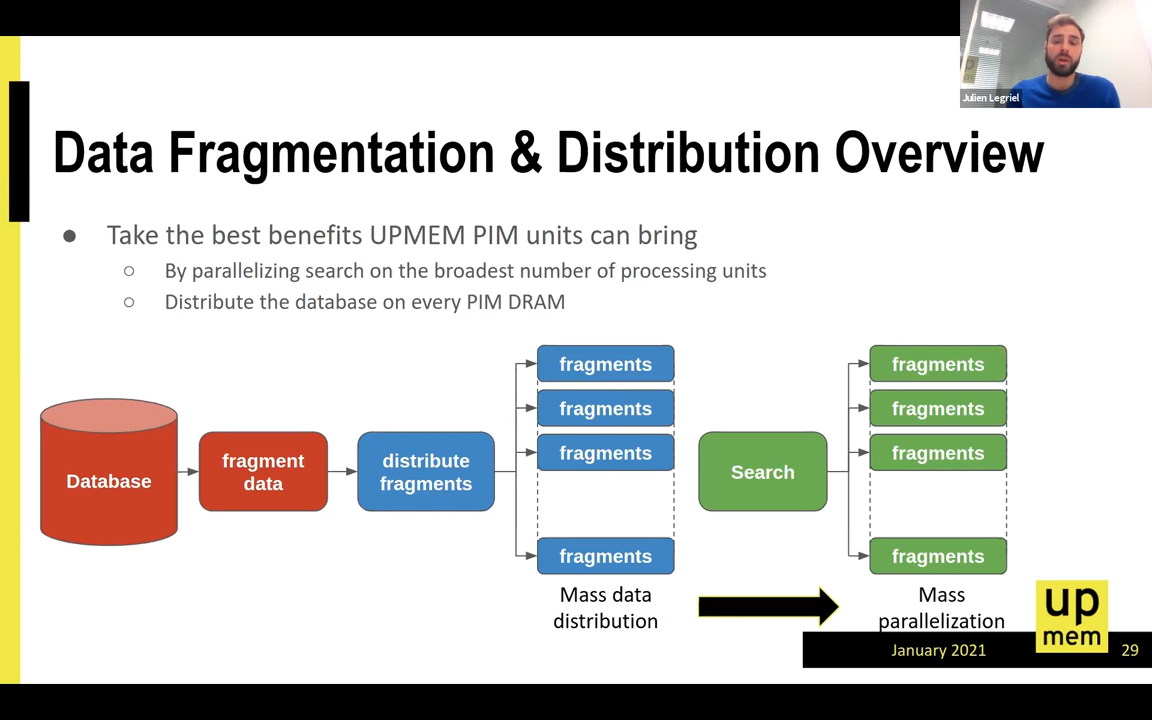 Julien Legriel
Data Fragmentation & Distribution Overview
● Take the best benefits UPMEM PIM units can bring
○ By parallelizing search on the broadest number of processing units
○ Distribute the database on every PIM DRAM
Database
fragment
data
distribute
fragments
fragments
fragments
fragments
fragments
Mass data
distribution
Search
fragments
fragments
fragments
fragments
Mass
parallelization
up
mem
January 2021
29